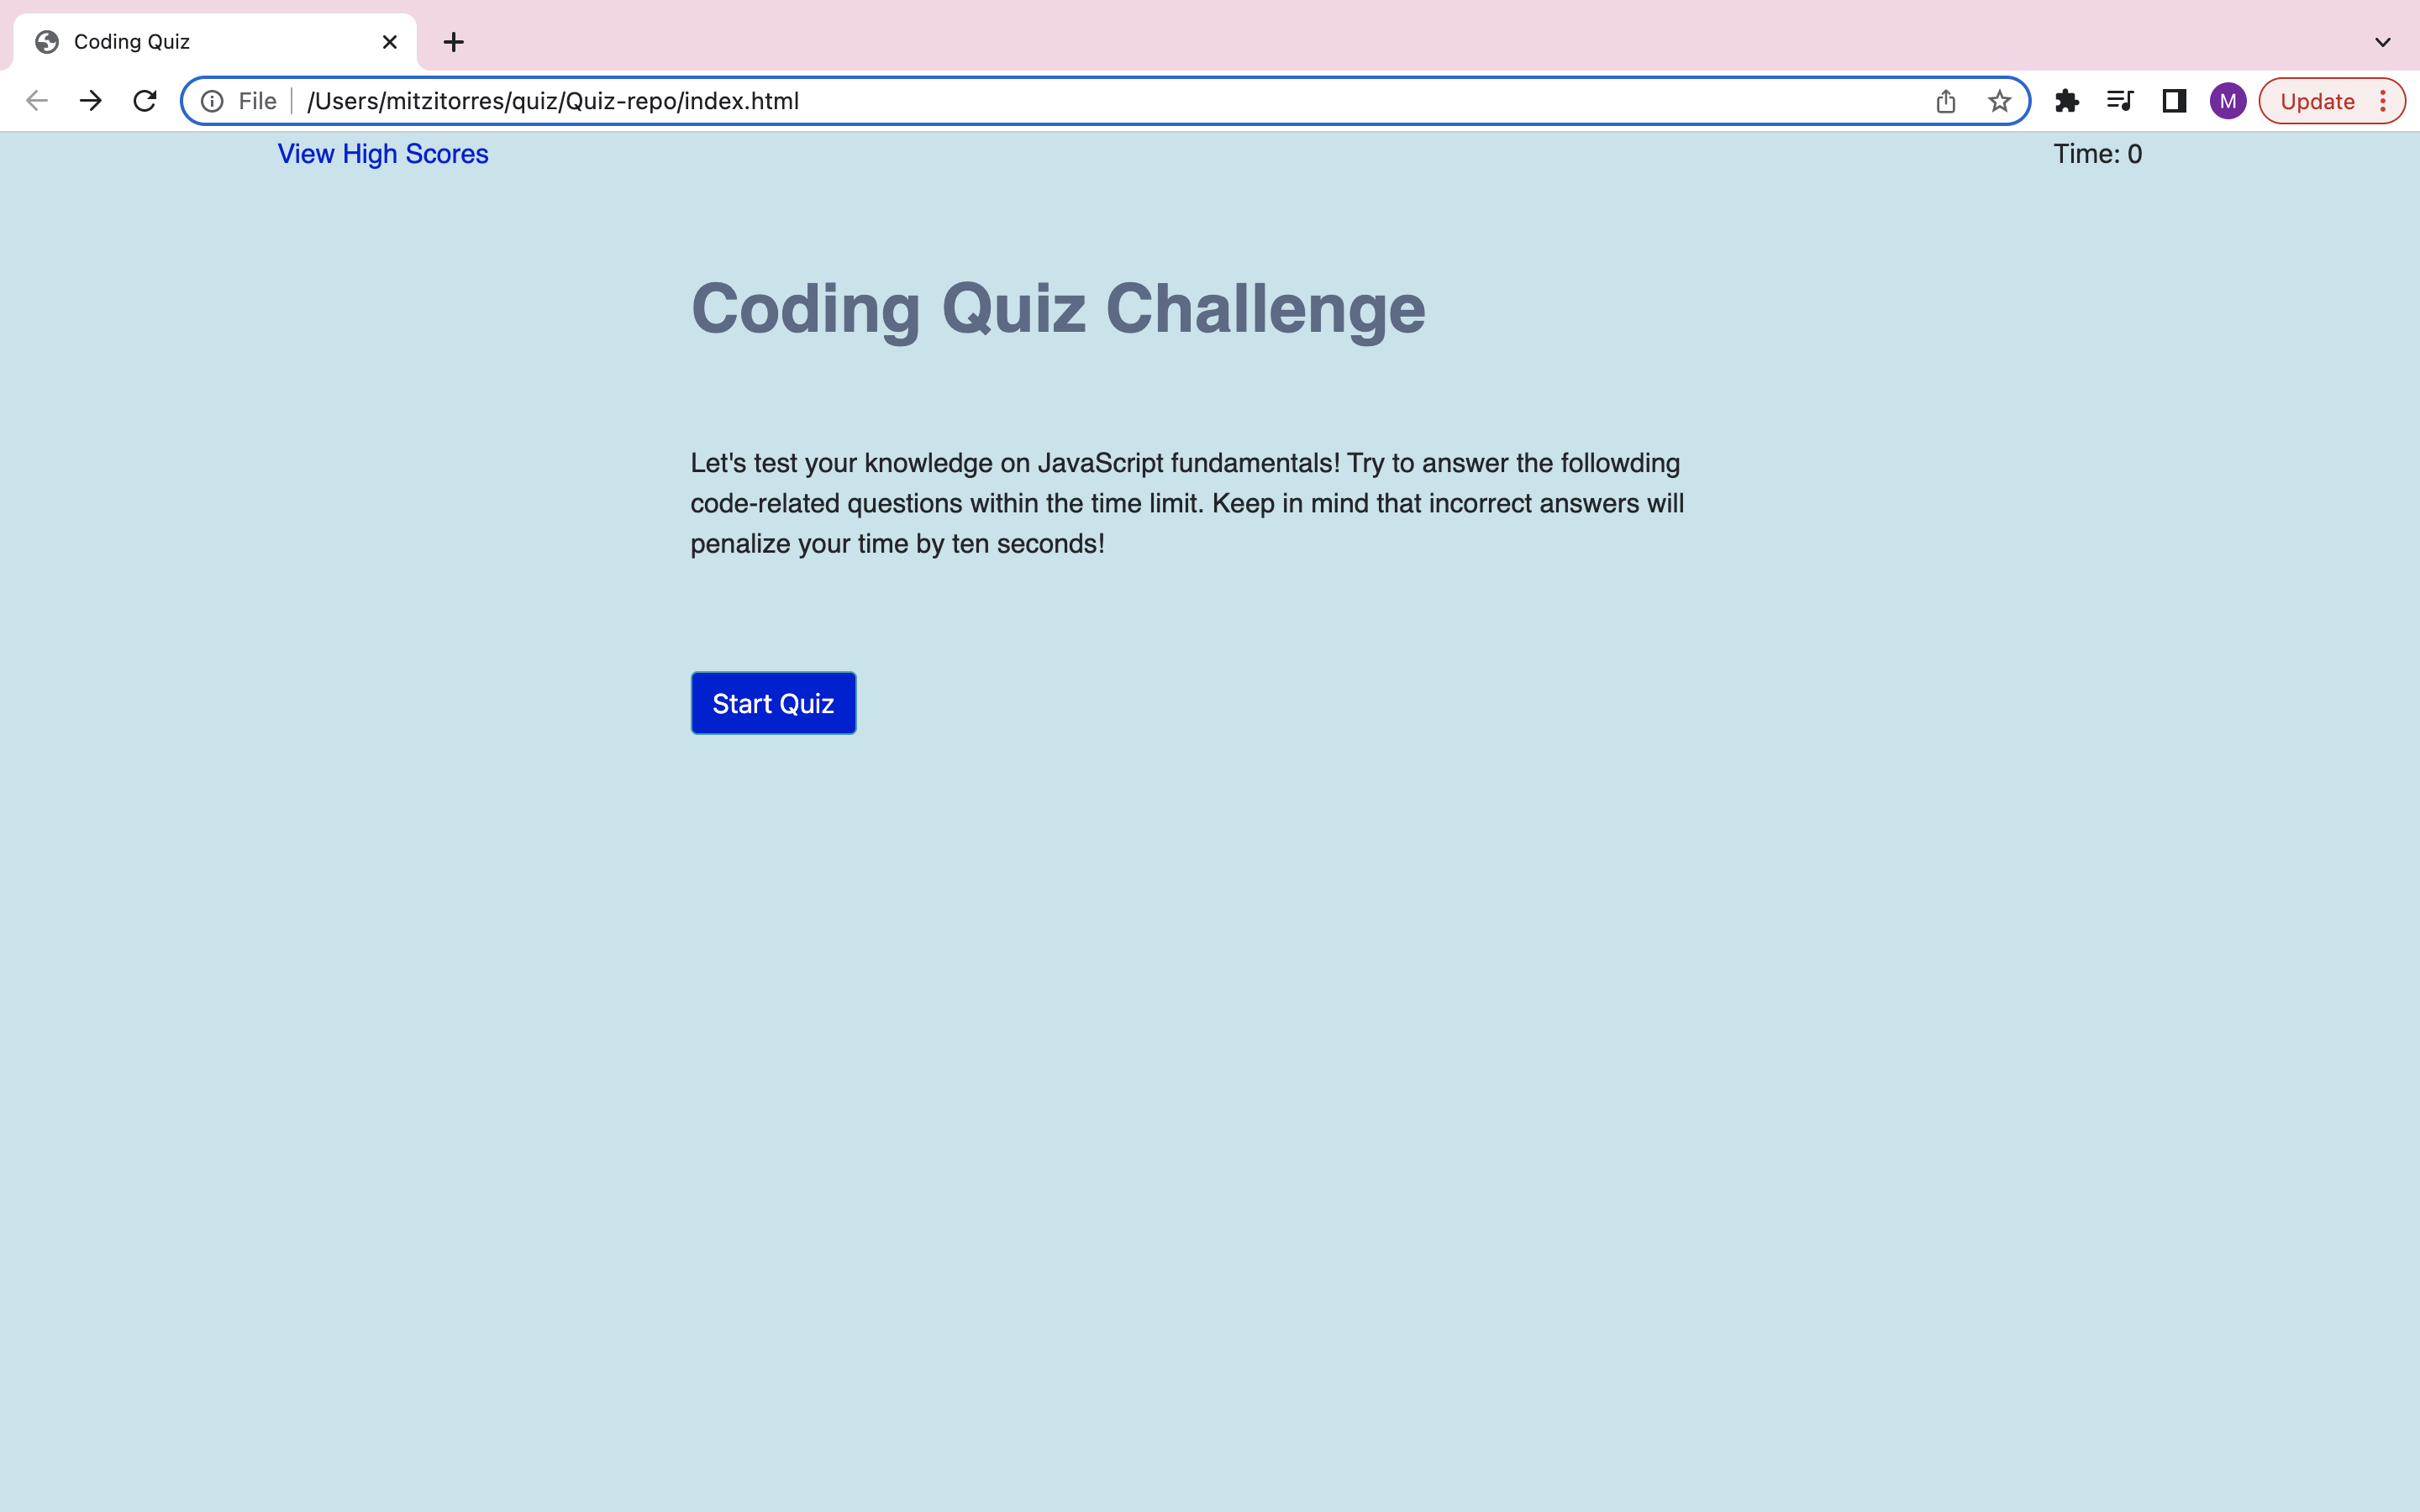 Coding Quiz
File /Users/mitzitorres/quiz/Quiz-repo/index.html M Update
View High Scores Time: 0
Coding Quiz Challenge
Let's test your knowledge on JavaScript fundamentals! Try to answer the followding
code-related questions within the time limit. Keep in mind that incorrect answers will
penalize your time by ten seconds!
Start Quiz